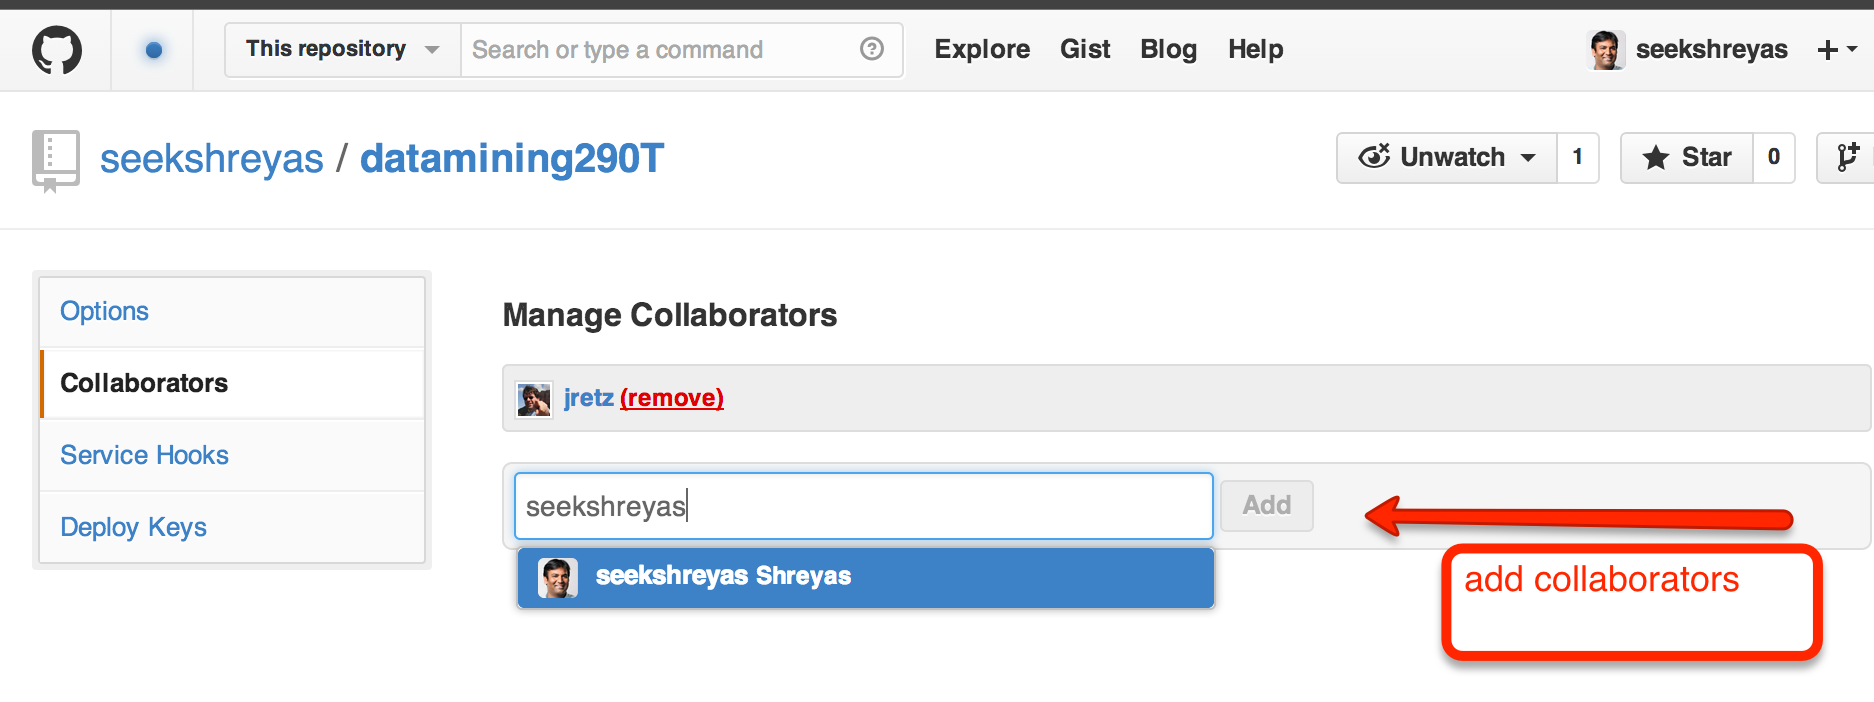 This repository Search or type a command Explore Gist Blog Help seekshreyas
seekshreyas / datamining290T Unwatch 1 Star 0
Options
Collaborators
Service Hooks
Deploy Keys
Manage Collaborators
jretz (remove)
seekshreyas Add
seekshreyas Shreyas
add collaborators